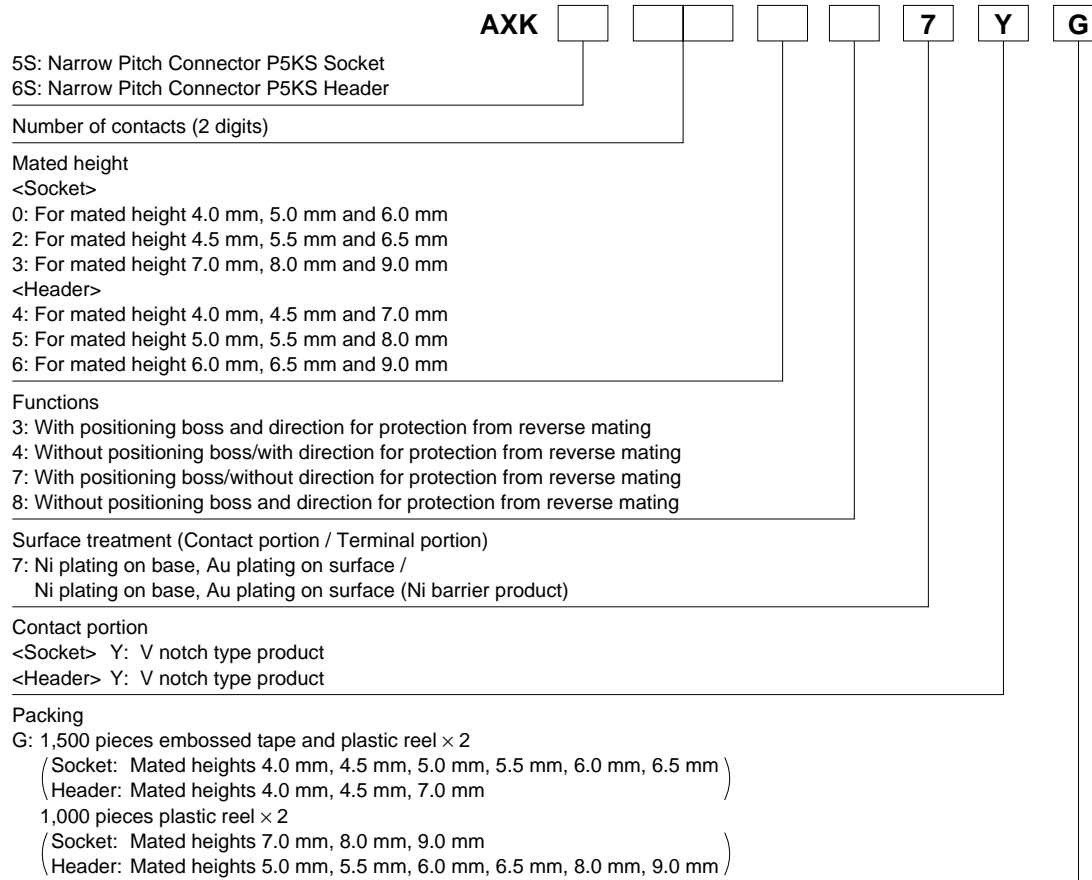 AXK 7 Y G
5S: Narrow Pitch Connector P5KS Socket
6S: Narrow Pitch Connector P5KS Header
Number of contacts (2 digits)
Mated height
<Socket>
0: For mated height 4.0 mm, 5.0 mm and 6.0 mm
2: For mated height 4.5 mm, 5.5 mm and 6.5 mm
3: For mated height 7.0 mm, 8.0 mm and 9.0 mm
<Header>
4: For mated height 4.0 mm, 4.5 mm and 7.0 mm
5: For mated height 5.0 mm, 5.5 mm and 8.0 mm
6: For mated height 6.0 mm, 6.5 mm and 9.0 mm
Functions
3: With positioning boss and direction for protection from reverse mating
4: Without positioning boss/with direction for protection from reverse mating
7: With positioning boss/without direction for protection from reverse mating
8: Without positioning boss and direction for protection from reverse mating
Surface treatment (Contact portion / Terminal portion)
7: Ni plating on base, Au plating on surface /
Ni plating on base, Au plating on surface (Ni barrier product)
Contact portion
<Socket> Y: V notch type product
<Header> Y: V notch type product
Packing
G: 1,500 pieces embossed tape and plastic reel × 2
(Socket: Mated heights 4.0 mm, 4.5 mm, 5.0 mm, 5.5 mm, 6.0 mm, 6.5 mm
Header: Mated heights 4.0 mm, 4.5 mm, 7.0 mm)
1,000 pieces plastic reel × 2
(Socket: Mated heights 7.0 mm, 8.0 mm, 9.0 mm
Header: Mated heights 5.0 mm, 5.5 mm, 6.0 mm, 6.5 mm, 8.0 mm, 9.0 mm)